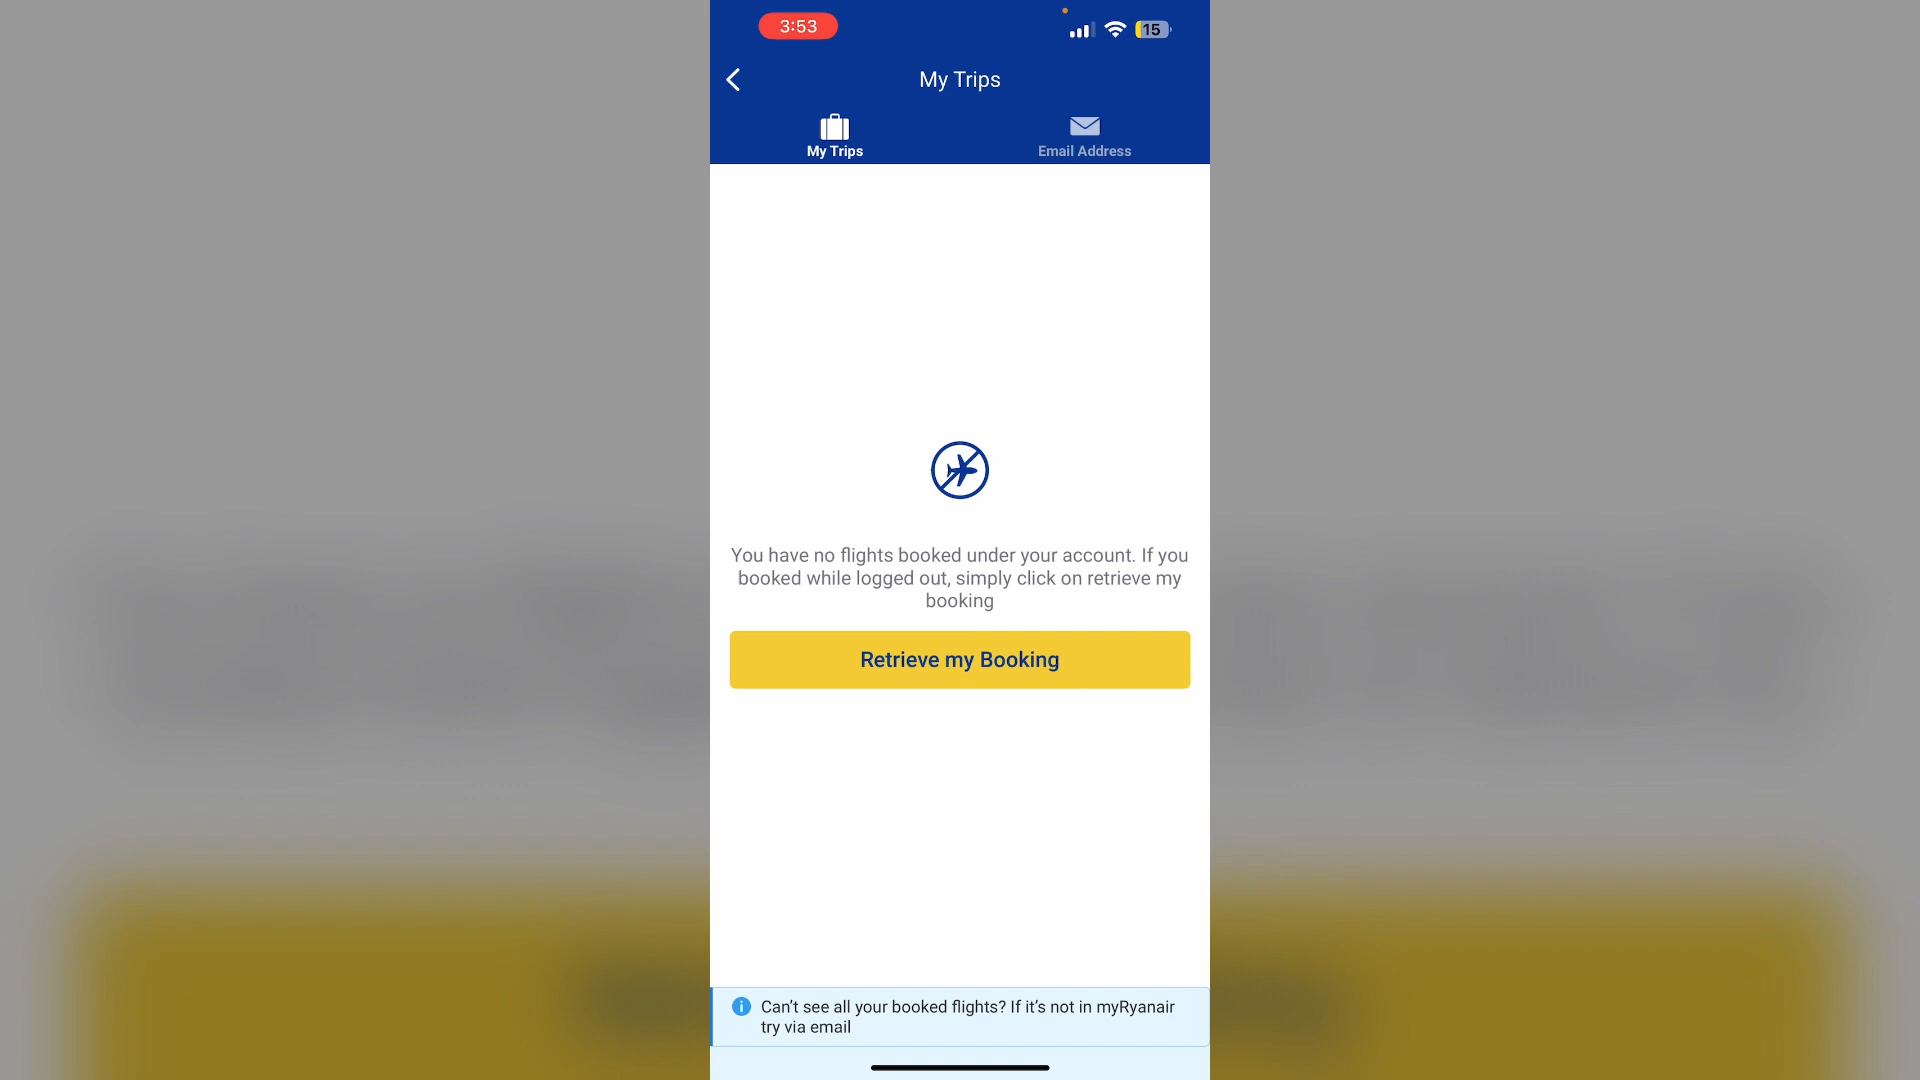 3:53
15
My Trips
My Trips
Email Address
You have no flights booked under your account. If you
booked while logged out, simply click on retrieve my
booking
Retrieve my Booking
Can’t see all your booked flights? If it’s not in myRyanair
try via email